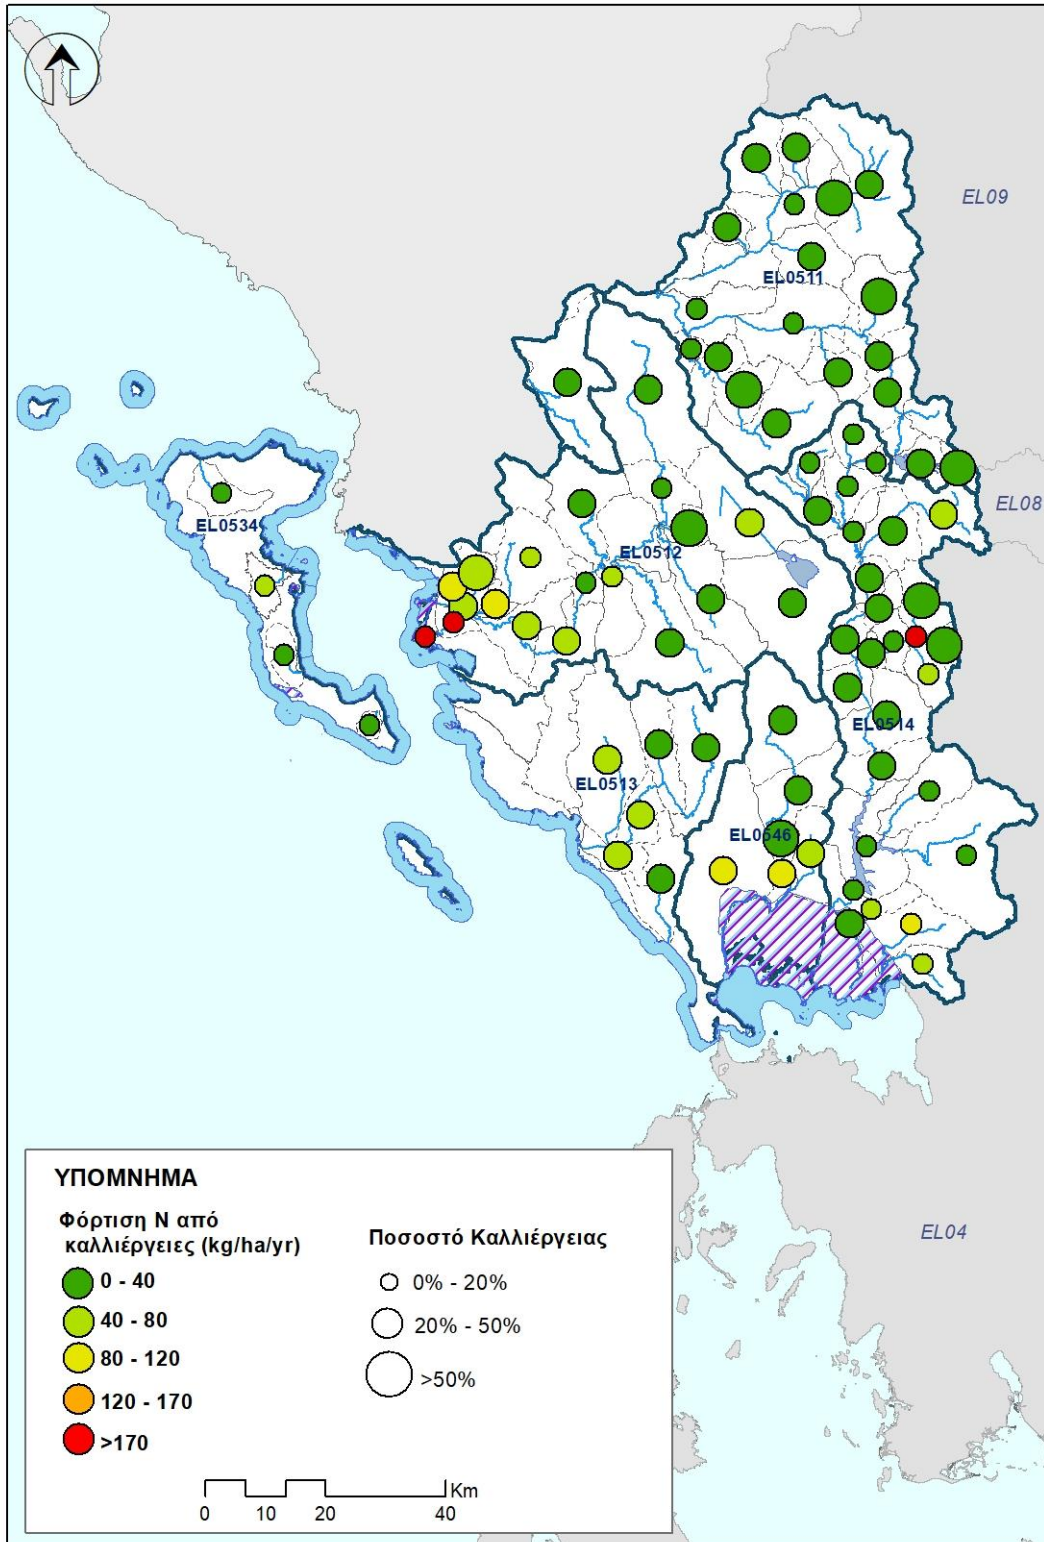 EL09
EL0511
EL08
EL0534
EL0512
EL0514
EL0513
EL0546
EL04
ΥΠΟΜΝΗΜΑ
Φόρτιση Ν από
καλλιέργειες (kg/ha/yr)
0 - 40
40 - 80
80 - 120
120 - 170
>170
Ποσοστό Καλλιέργειας
0% - 20%
20% - 50%
>50%
Km
0 10 20 40